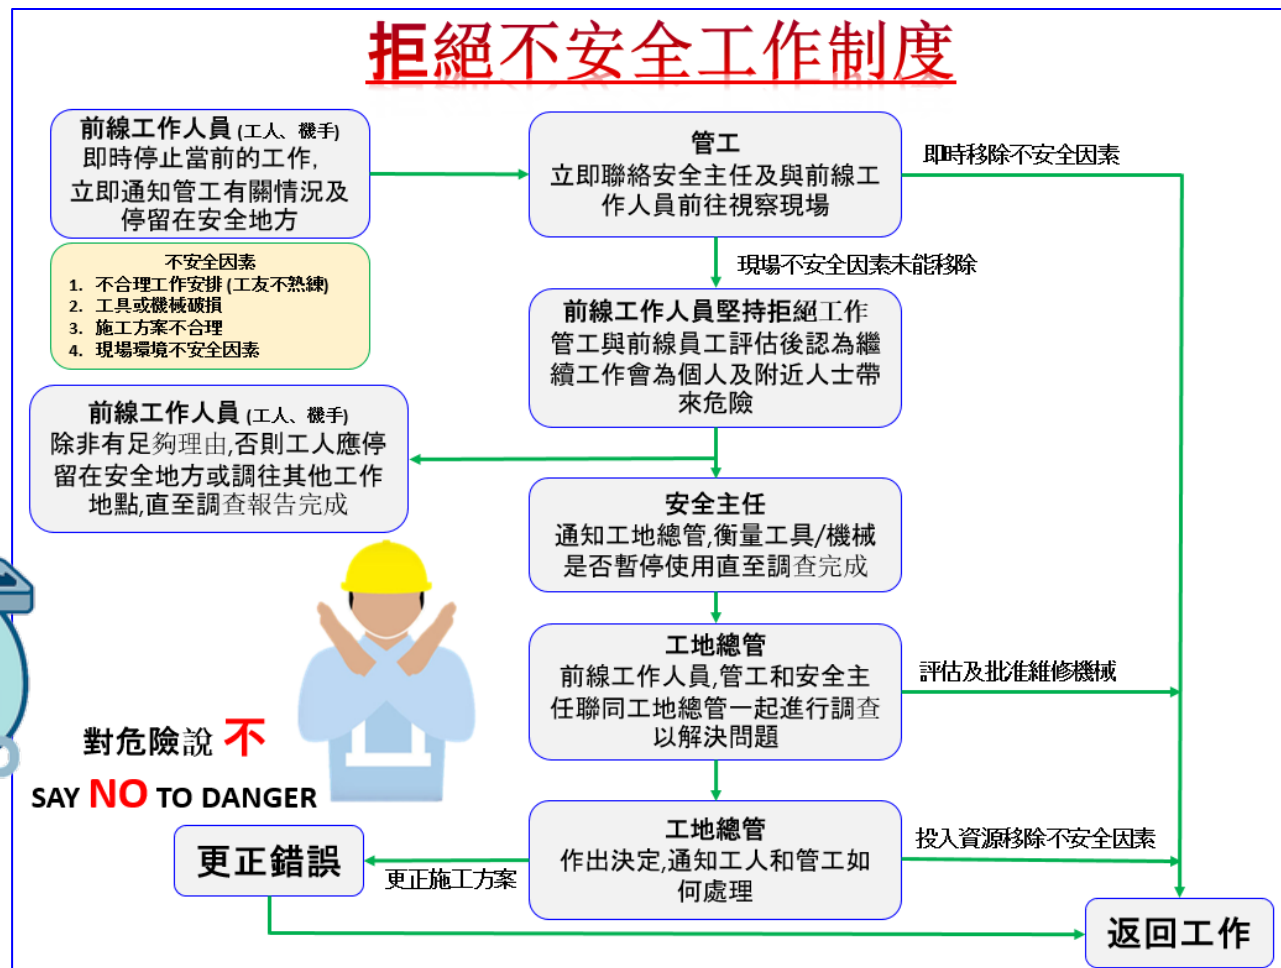 拒絕不安全工作制度
前線工作人員 (工人、機手)
即時停止當前的工作,
立即通知管工有關情況及
停留在安全地方
管工
立即聯絡安全主任及與前線工
作人員前往視察現場
即時移除不安全因素
不安全因素
1. 不合理工作安排 (工友不熟練)
2. 工具或機械破損
3. 施工方案不合理
4. 現場環境不安全因素
現場不安全因素未能移除
前線工作人員堅持拒絕工作
管工與前線員工評估後認為繼
續工作會為個人及附近人士帶
來危險
前線工作人員 (工人、機手)
除非有足夠理由,否則工人應停
留在安全地方或調往其他工作
地點,直至調查報告完成
安全主任
通知工地總管,衡量工具/機械
是否暫停使用直至調查完成
工地總管
前線工作人員,管工和安全主
任聯同工地總管一起進行調查
以解決問題
評估及批准維修機械
對危險說 不
SAY NO TO DANGER
工地總管
作出決定,通知工人和管工如
何處理
投入資源移除不安全因素
更正施工方案
更正錯誤
返回工作